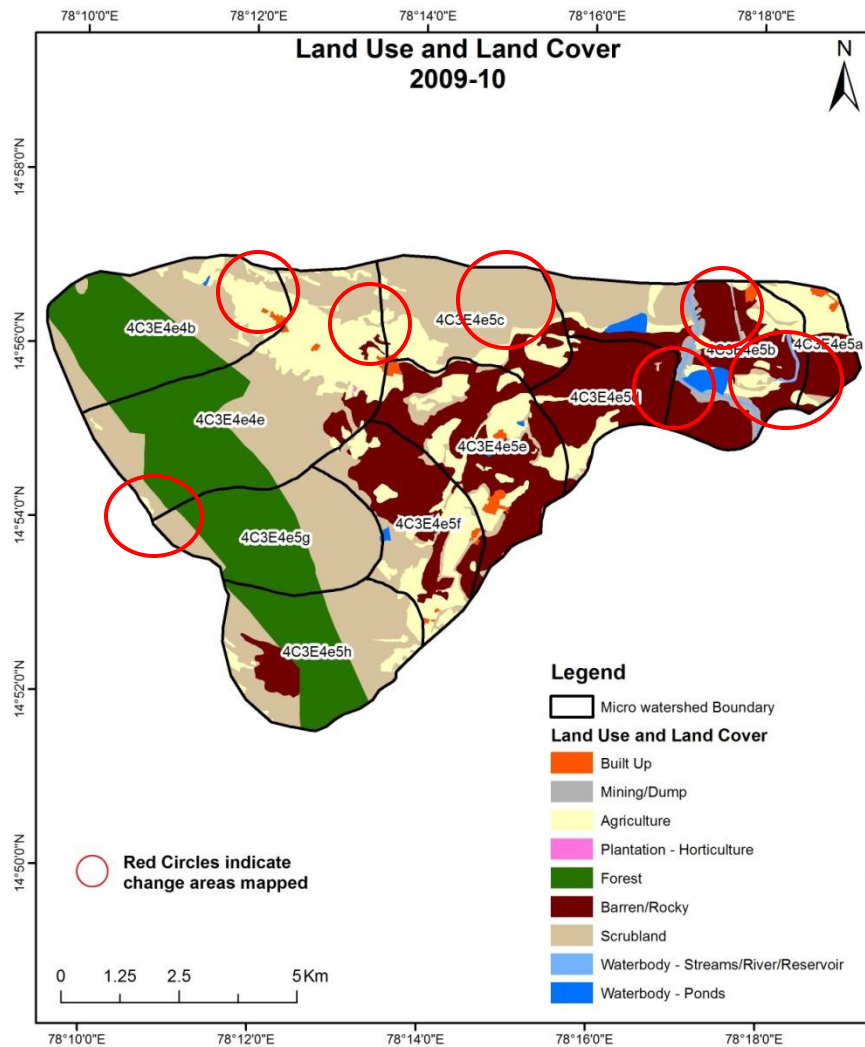 78°10'0"E 78°12'0"E 78°14'0"E 78°16'0"E 78°18'0"E
Land Use and Land Cover
2009-10
N
14°58'0"N
14°56'0"N
14°54'0"N
14°52'0"N
14°50'0"N
4C3E4e4b
4C3E4e5c
4C3E4e5b
4C3E4e5a
4C3E4e4e
4C3E4e5d
4C3E4e5e
4C3E4e5f
4C3E4e5g
4C3E4e5h
Legend
Micro watershed Boundary
Land Use and Land Cover
Built Up
Mining/Dump
Agriculture
Plantation - Horticulture
Forest
Barren/Rocky
Scrubland
Waterbody - Streams/River/Reservoir
Waterbody - Ponds
Red Circles indicate
change areas mapped
0 1.25 2.5 5 Km
78°10'0"E 78°12'0"E 78°14'0"E 78°16'0"E 78°18'0"E